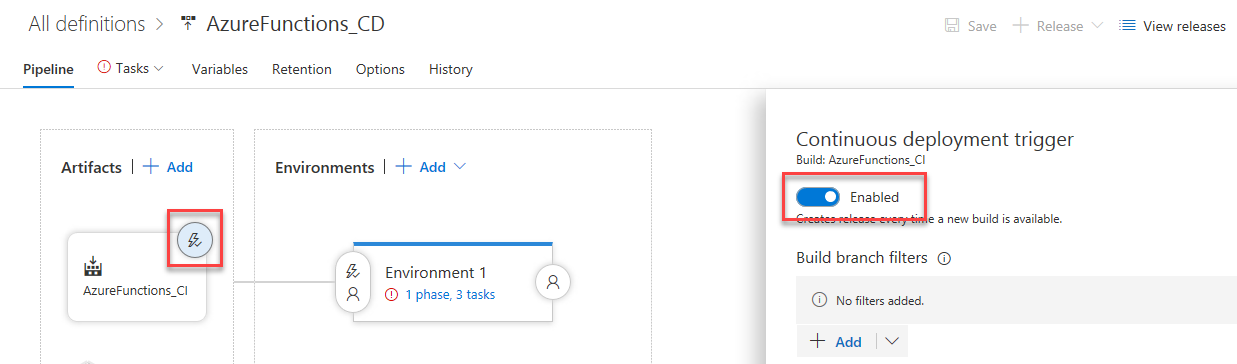 All definitions > AzureFunctions_CD
Save + Release View releases
Pipeline Tasks Variables Retention Options History
Continuous deployment trigger
Build: AzureFunctions_CI
Artifacts | + Add
Environments | + Add
Enabled
Creates release every time a new build is available.
Build branch filters
AzureFunctions_CI
Environment 1
1 phase, 3 tasks
No filters added.
+ Add